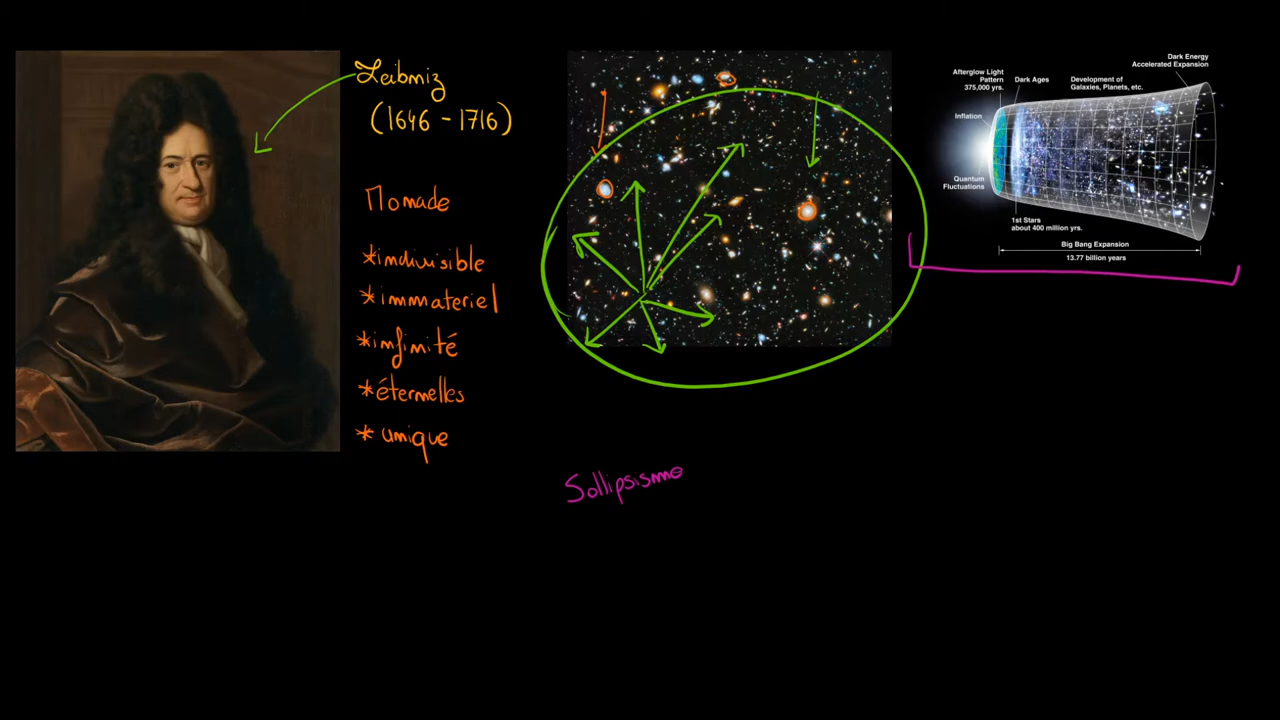 Leibniz
(1646 - 1716)
Monade
*indivisible
*immateriel
*infinité
*éternelles
* unique
Sollipsisme
Dark Energy
Accelerated Expansion
Afterglow Light
Pattern
375,000 yrs.
Dark Ages
Development of
Galaxies, Planets, etc.
Inflation
Quantum
Fluctuations
1st Stars
about 400 million yrs.
Big Bang Expansion
13.77 billion years